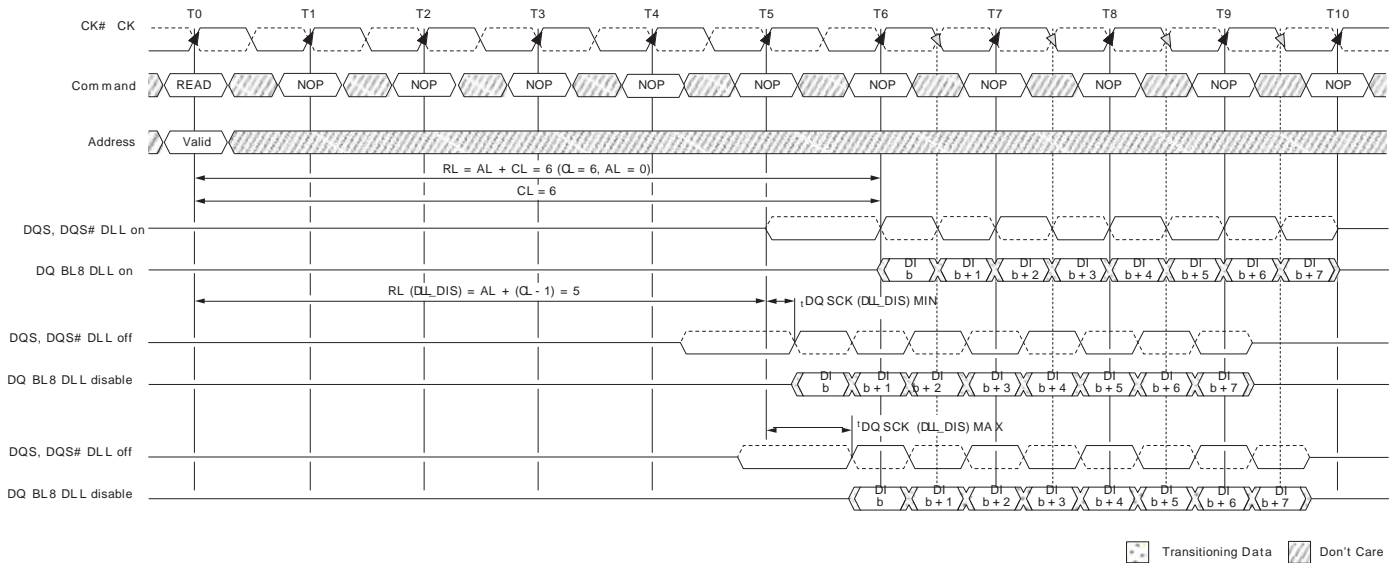 T0 T1 T2 T3 T4 T5 T6 T7 T8 T9 T10
CK# CK
Command READ NOP NOP NOP NOP NOP NOP NOP NOP NOP NOP
Address Valid
RL = AL + CL = 6 (CL = 6, AL = 0)
CL = 6
DQS, DQS# DLL on
DQ BL8 DLL on
DI b
DI b + 1
DI b + 2
DI b + 3
DI b + 4
DI b + 5
DI b + 6
DI b + 7
RL (DLL_DIS) = AL + (CL - 1) = 5
tDQSCK (DLL_DIS) MIN
DQS, DQS# DLL off
DQ BL8 DLL disable
DI b
DI b + 1
DI b + 2
DI b + 3
DI b + 4
DI b + 5
DI b + 6
DI b + 7
tDQSCK (DLL_DIS) MAX
DQS, DQS# DLL off
DQ BL8 DLL disable
DI b
DI b + 1
DI b + 2
DI b + 3
DI b + 4
DI b + 5
DI b + 6
DI b + 7
Transitioning Data Don't Care